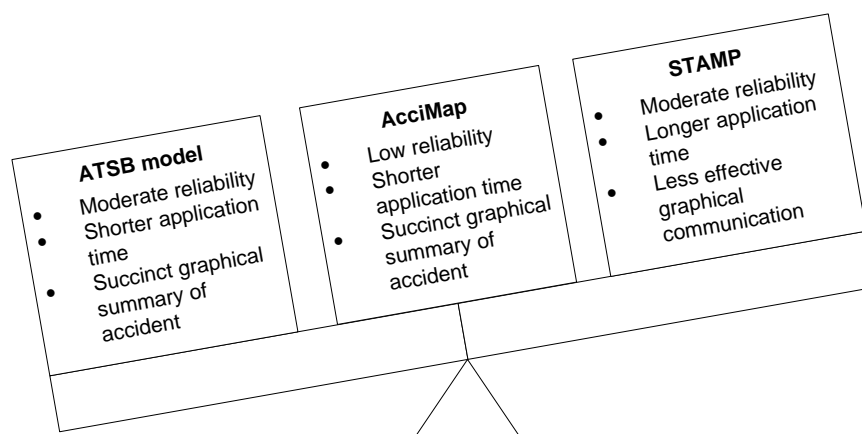 ATSB model
• Moderate reliability
• Shorter application
time
• Succinct graphical
summary of
accident
AcciMap
• Low reliability
• Shorter
application time
• Succinct graphical
summary of
accident
STAMP
• Moderate reliability
• Longer application
time
• Less effective
graphical
communication